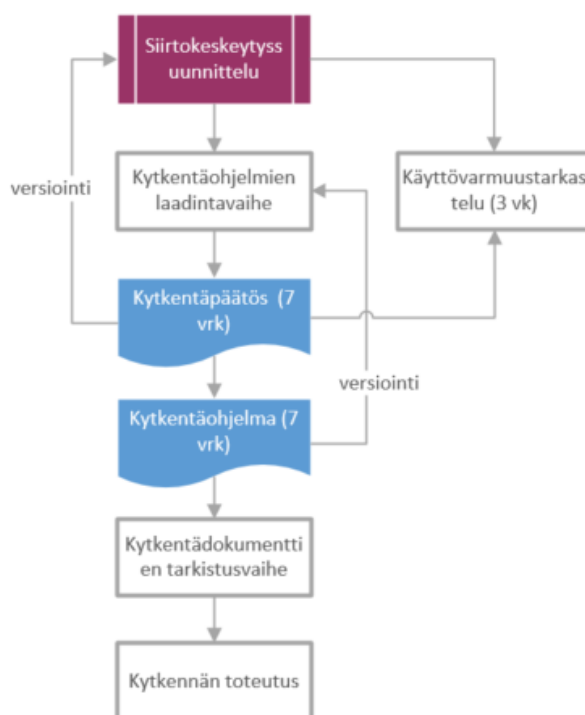 Siirtokeskeytyss
uunnittelu
versiointi
Kytkentäohjelmien
laadintavaihe
Käyttövarmuustarkas
telu (3 vk)
Kytkentäpäätös (7
vrk)
versiointi
Kytkentäohjelma (7
vrk)
Kytkentädokumentti
en tarkistusvaihe
Kytkennän toteutus